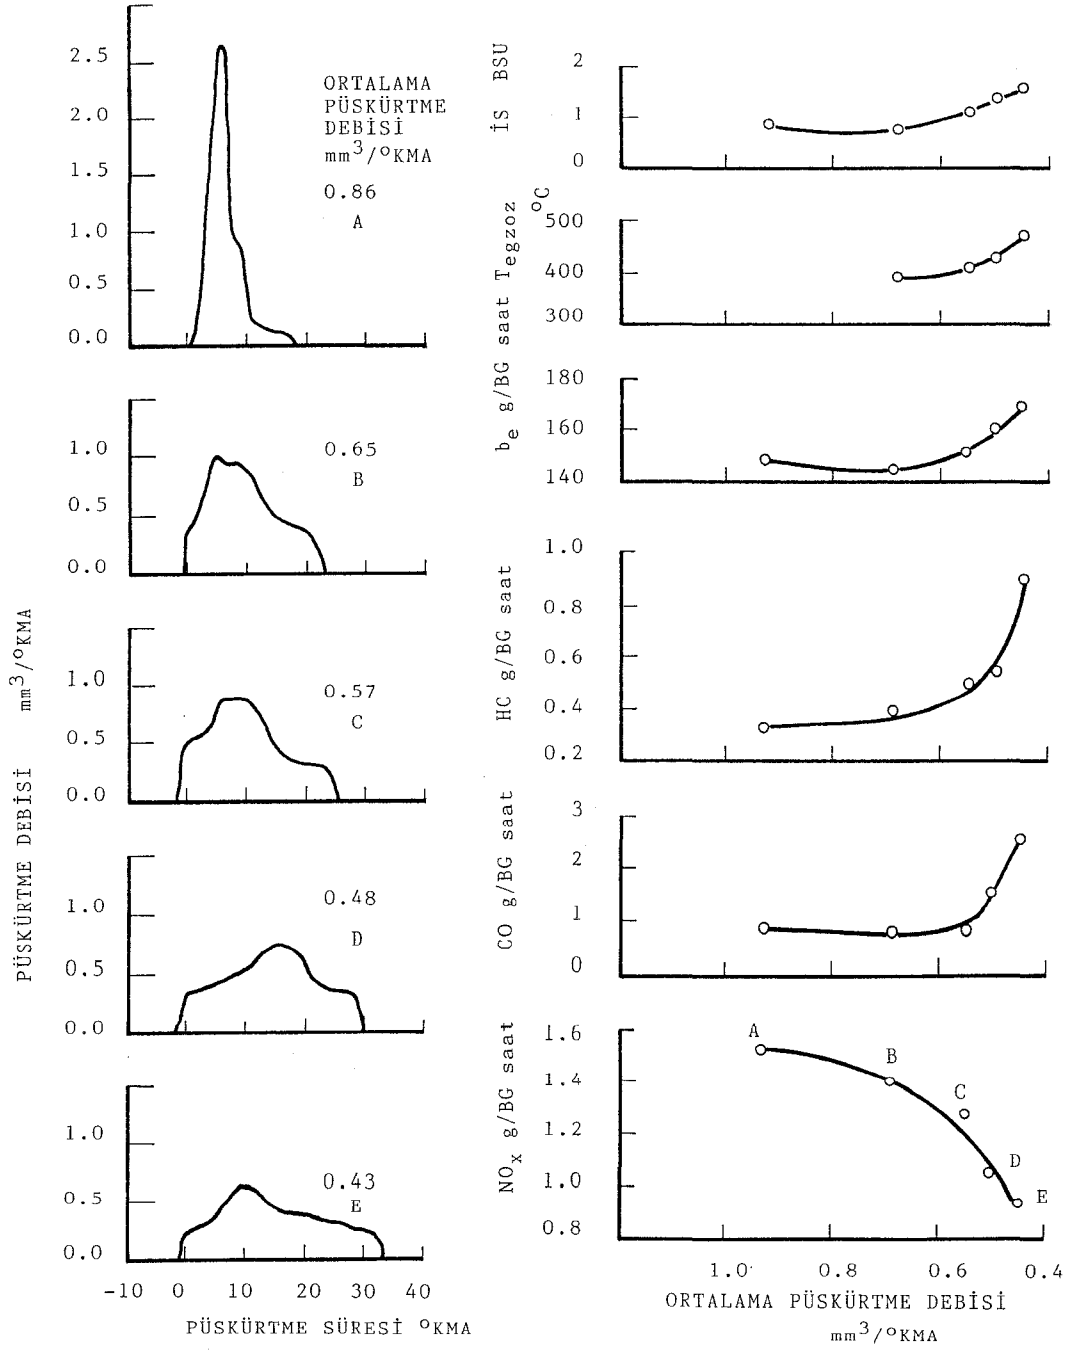 PÜSKÜRTME DEBİSİ mm³/°KMA
2.5
2.0
1.5
1.0
0.5
0.0
ORTALAMA
PÜSKÜRTME
DEBİSİ
mm³/°KMA
0.86
A
1.0
0.5
0.0
0.65
B
1.0
0.5
0.0
0.57
C
1.0
0.5
0.0
0.48
D
1.0
0.5
0.0
0.43
E
-10 0 10 20 30 40
PÜSKÜRTME SÜRESİ °KMA
İS BSU
2
1
0
Tegzoz °C
500
400
300
be g/BG saat
180
160
140
HC g/BG saat
1.0
0.8
0.6
0.4
0.2
CO g/BG saat
3
2
1
0
NOx g/BG saat
1.6
1.4
1.2
1.0
0.8
A
B
C
D
E
1.0 0.8 0.6 0.4
ORTALAMA PÜSKÜRTME DEBİSİ
mm³/°KMA